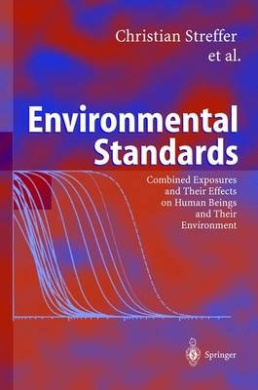 Christian Streffer
et al.
Environmental
Standards
Combined Exposures
and Their Effects
on Human Beings
and Their
Environment
Springer